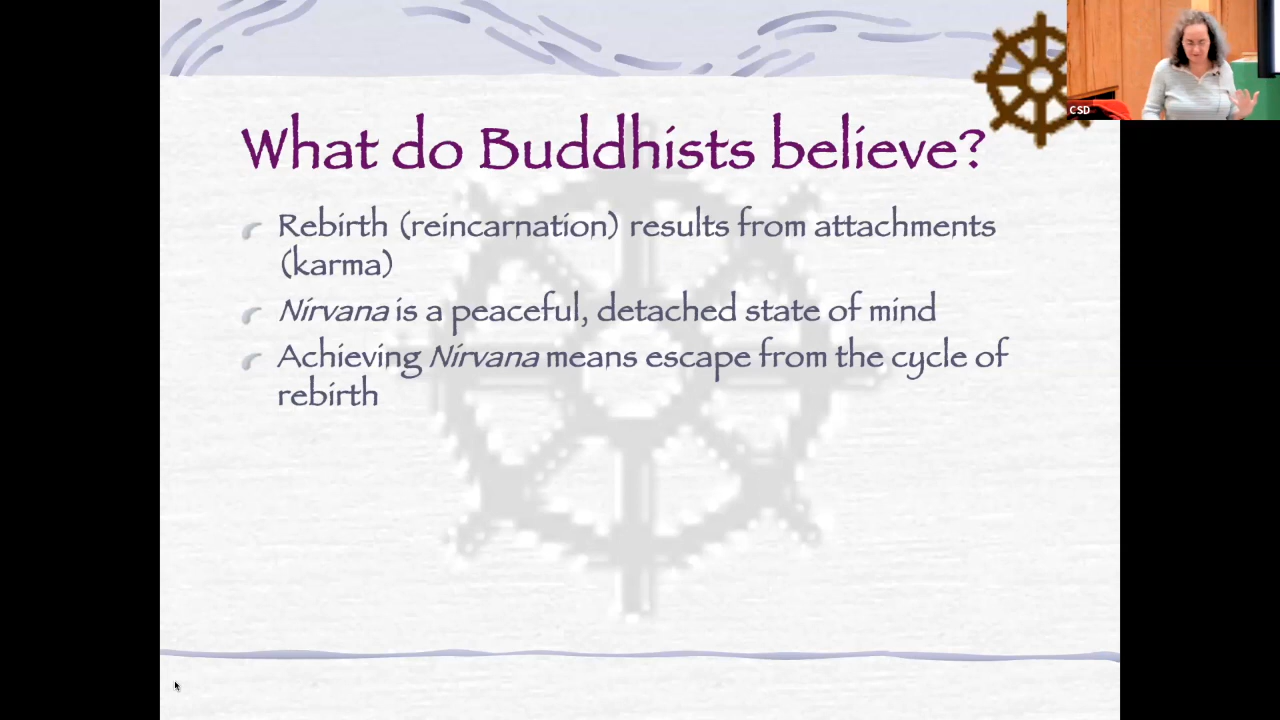 What do Buddhists believe?
Rebirth (reincarnation) results from attachments
(karma)
Nirvana is a peaceful, detached state of mind
Achieving Nirvana means escape from the cycle of
rebirth
CSD